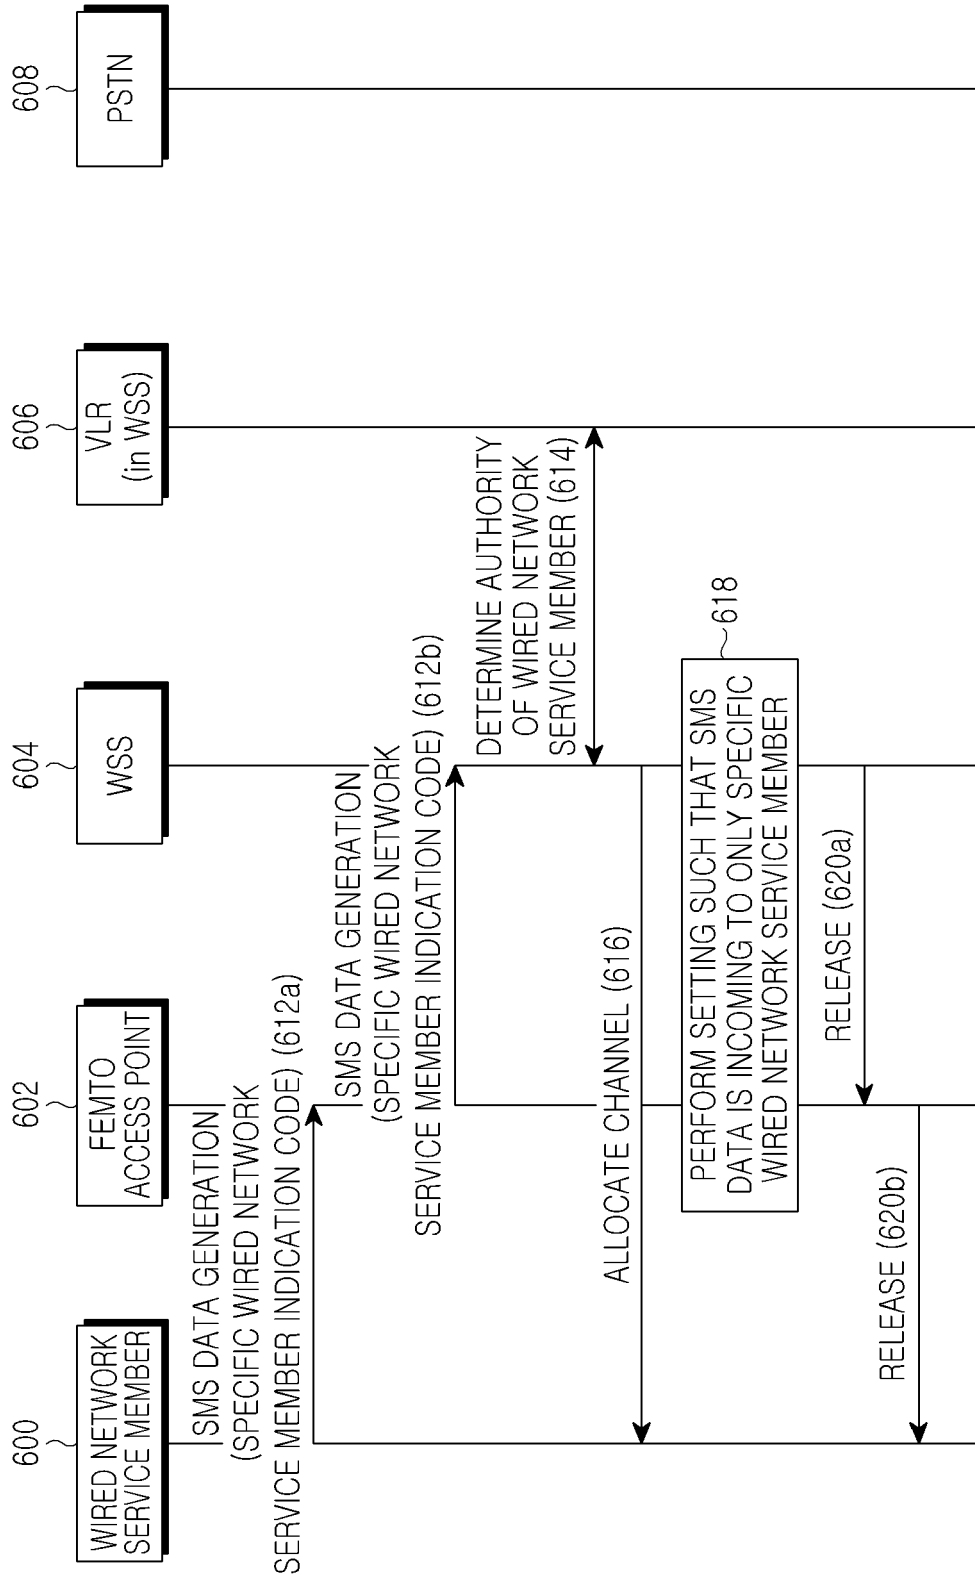 600
WIRED NETWORK
SERVICE MEMBER
602
FEMTO
ACCESS POINT
604
WSS
606
VLR
(in WSS)
608
PSTN
SMS DATA GENERATION
(SPECIFIC WIRED NETWORK
SERVICE MEMBER INDICATION CODE) (612a)
SMS DATA GENERATION
(SPECIFIC WIRED NETWORK
SERVICE MEMBER INDICATION CODE) (612b)
DETERMINE AUTHORITY
OF WIRED NETWORK
SERVICE MEMBER (614)
ALLOCATE CHANNEL (616)
PERFORM SETTING SUCH THAT SMS
DATA IS INCOMING TO ONLY SPECIFIC
WIRED NETWORK SERVICE MEMBER
618
RELEASE (620a)
RELEASE (620b)